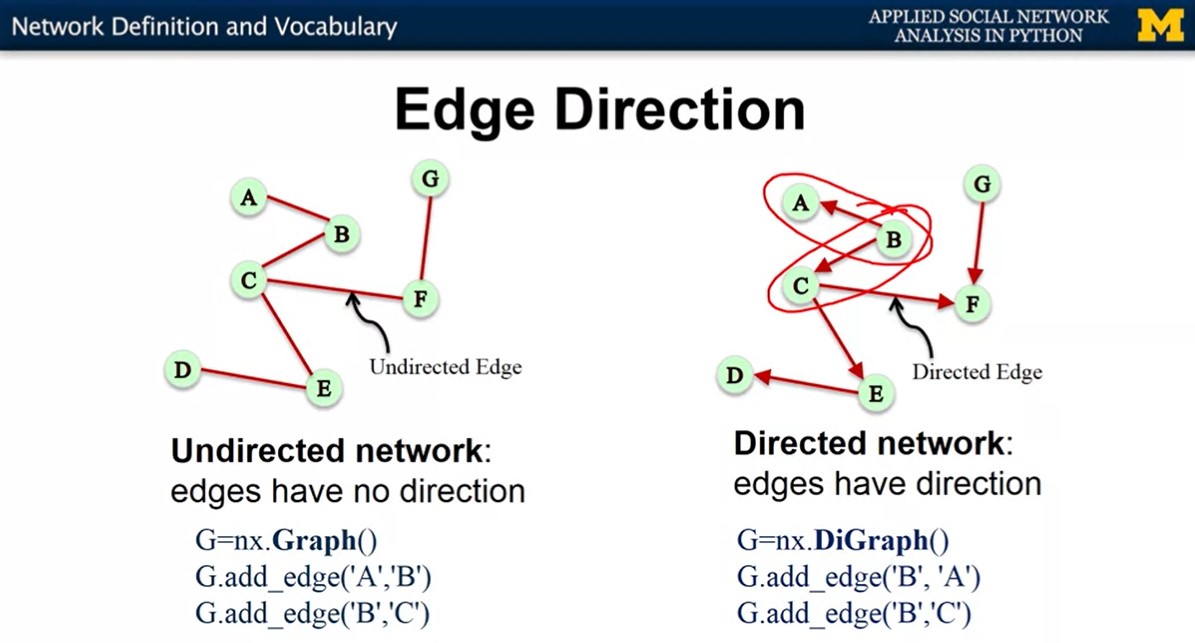 Network Definition and Vocabulary
APPLIED SOCIAL NETWORK
ANALYSIS IN PYTHON
M
Edge Direction
A
B
C
D
E
F
G
Undirected Edge
Undirected network:
edges have no direction
G=nx.Graph()
G.add_edge('A','B')
G.add_edge('B','C')
A
B
C
D
E
F
G
Directed Edge
Directed network:
edges have direction
G=nx.DiGraph()
G.add_edge('B', 'A')
G.add_edge('B','C')